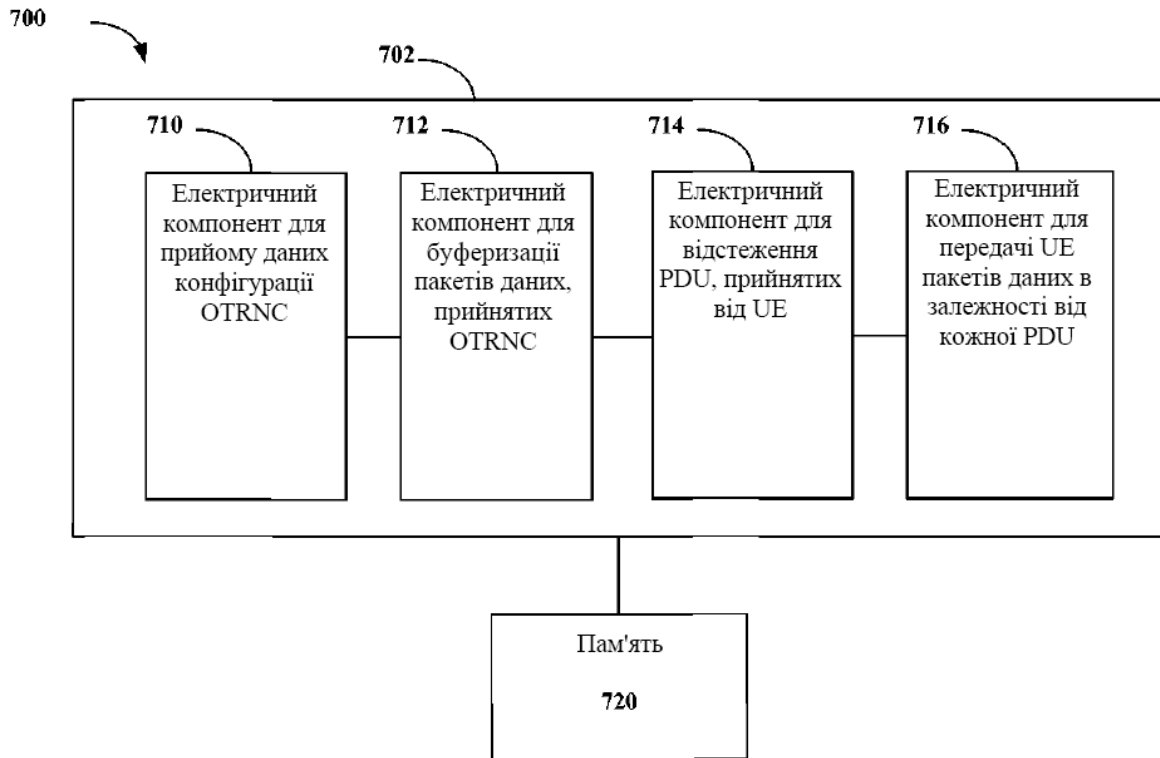 700
702
710
712
714
716
Електричний
компонент для
прийому даних
конфігурації
OTRNC
Електричний
компонент для
буферизації
пакетів даних,
прийнятих
OTRNC
Електричний
компонент для
відстеження
PDU, прийнятих
від UE
Електричний
компонент для
передачі UE
пакетів даних в
залежності від
кожної PDU
Пам'ять
720